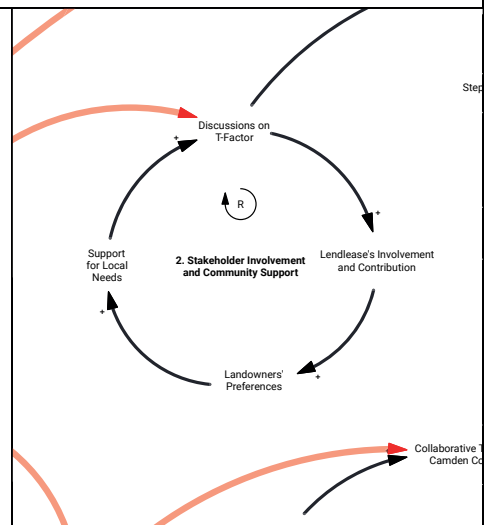 Step
Discussions on
T-Factor
+
+
R
Support
for Local
Needs
2. Stakeholder Involvement
and Community Support
Lendlease's Involvement
and Contribution
+
Landowners'
Preferences
+
Collaborative T
Camden Co